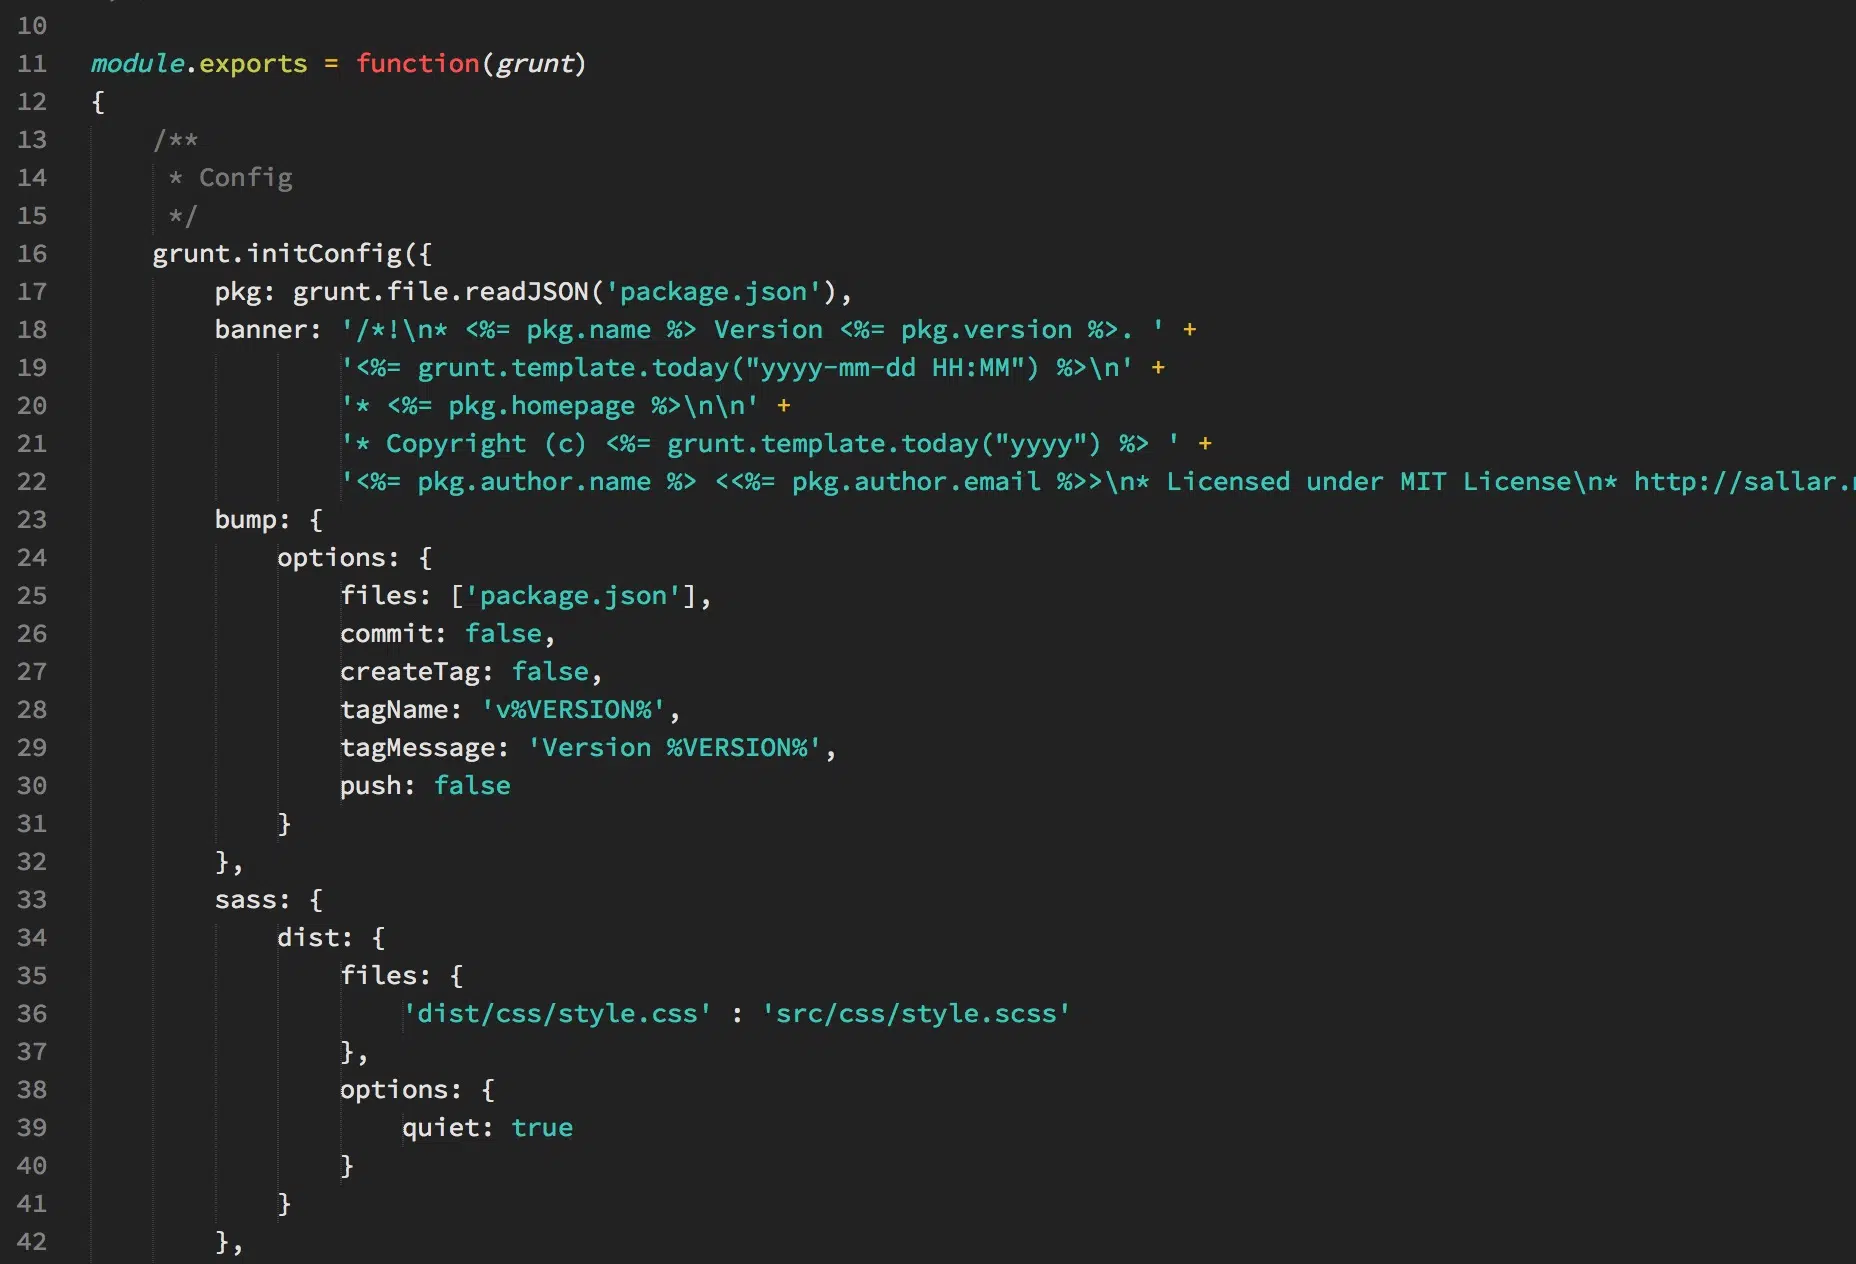 10
11 module.exports = function(grunt)
12 {
13 /**
14 * Config
15 */
16 grunt.initConfig({
17 pkg: grunt.file.readJSON('package.json'),
18 banner: '/*!\n* <%= pkg.name %> Version <%= pkg.version %>. ' +
19 '<%= grunt.template.today("yyyy-mm-dd HH:MM") %>\n' +
20 '* <%= pkg.homepage %>\n\n' +
21 '* Copyright (c) <%= grunt.template.today("yyyy") %> ' +
22 '<%= pkg.author.name %> <<%= pkg.author.email %>>\n* Licensed under MIT License\n* http://sallar.
23 bump: {
24 options: {
25 files: ['package.json'],
26 commit: false,
27 createTag: false,
28 tagName: 'v%VERSION%',
29 tagMessage: 'Version %VERSION%',
30 push: false
31 }
32 },
33 sass: {
34 dist: {
35 files: {
36 'dist/css/style.css' : 'src/css/style.scss'
37 },
38 options: {
39 quiet: true
40 }
41 }
42 },